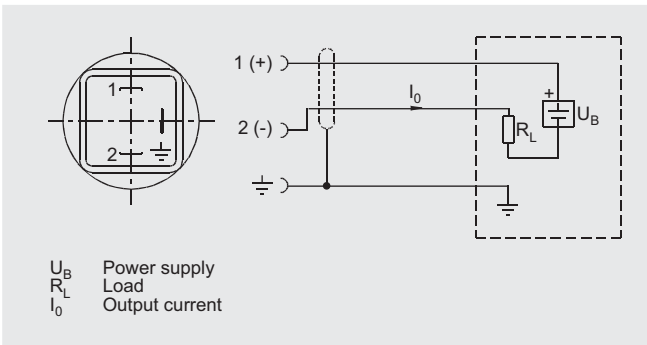 1
2
1 (+)
2 (-)
I0
+
UB
RL
UB Power supply
RL Load
I0 Output current